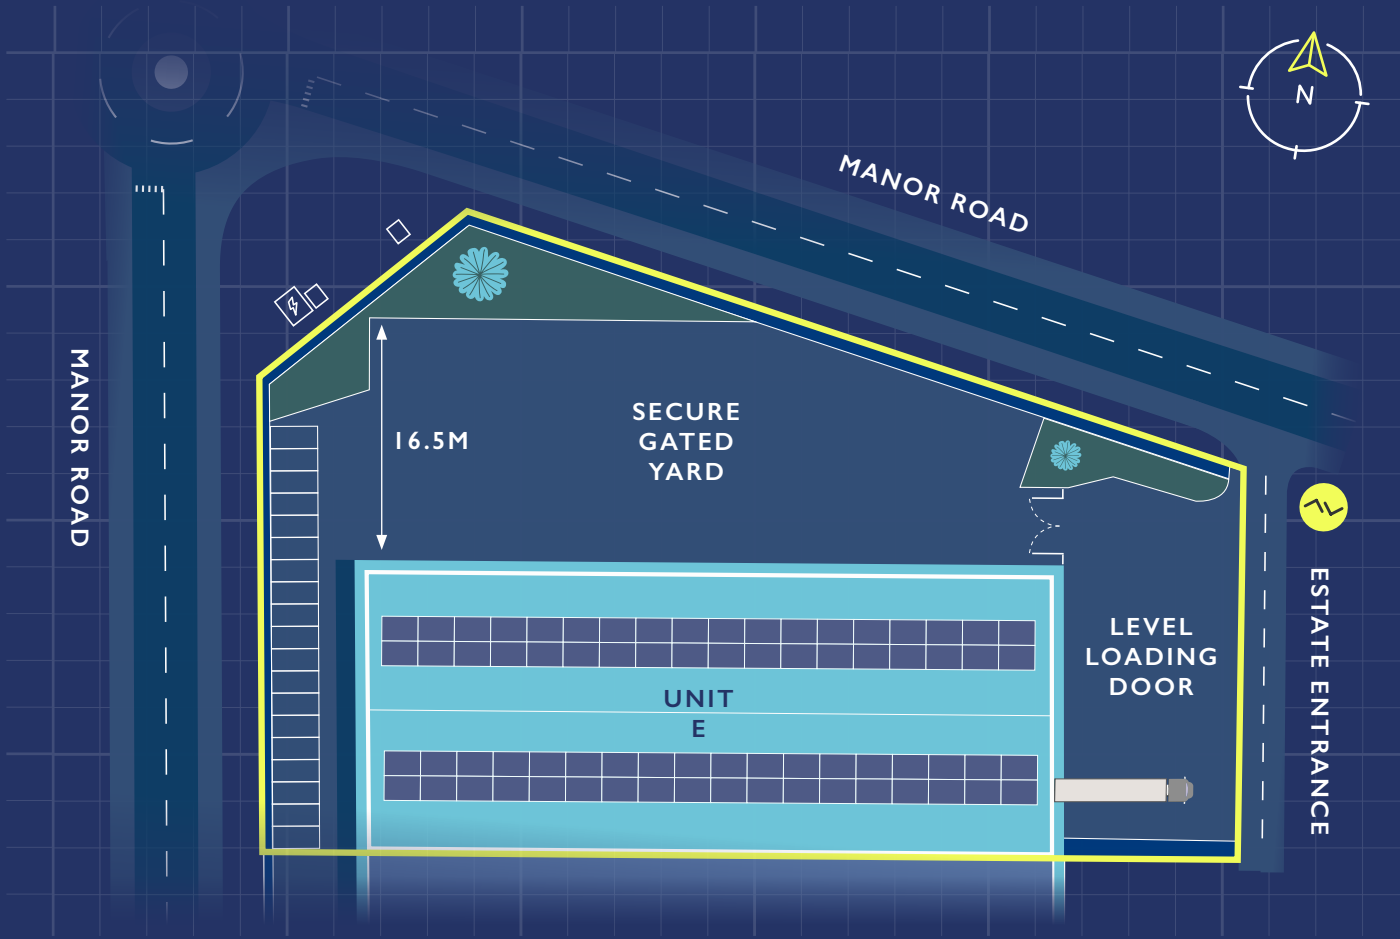 N
MANOR ROAD
MANOR ROAD
SECURE
GATED
YARD
16.5M
LEVEL
LOADING
DOOR
UNIT
E
ESTATE ENTRANCE